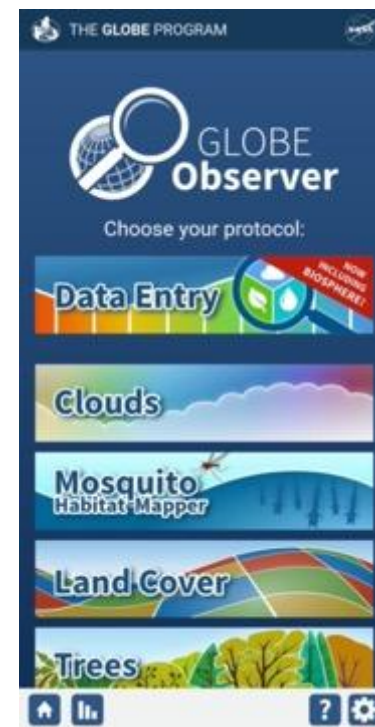 THE GLOBE PROGRAM
NASA
GLOBE
Observer
Choose your protocol:
Data Entry
NOW
INCLUDING
BIOSPHERE!
Clouds
Mosquito
Habitat Mapper
Land Cover
Trees
?